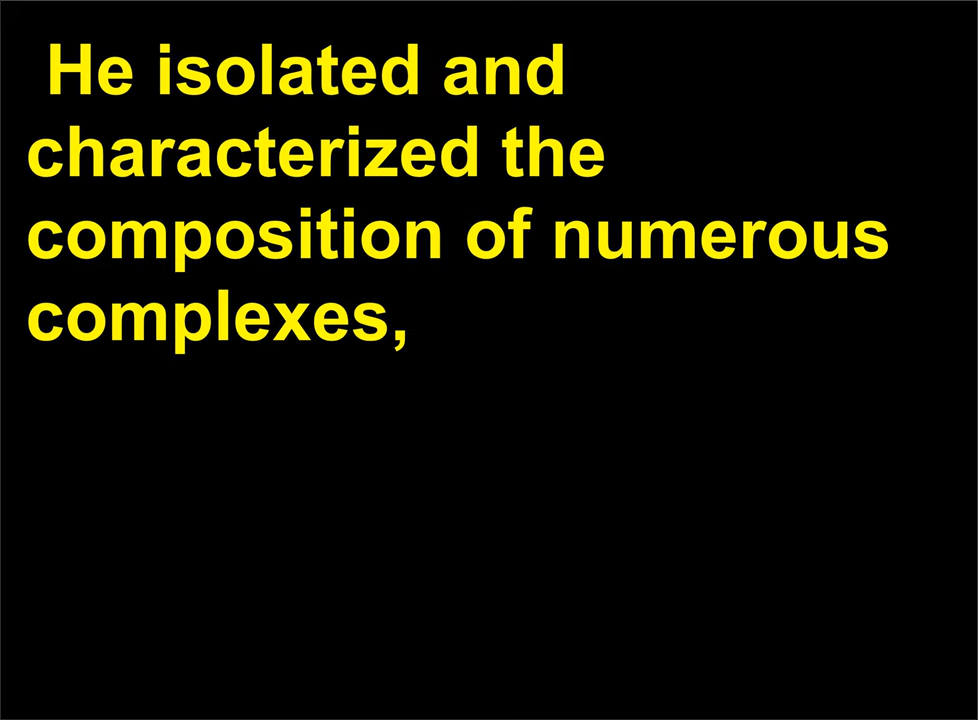 He isolated and
characterized the
composition of numerous
complexes,